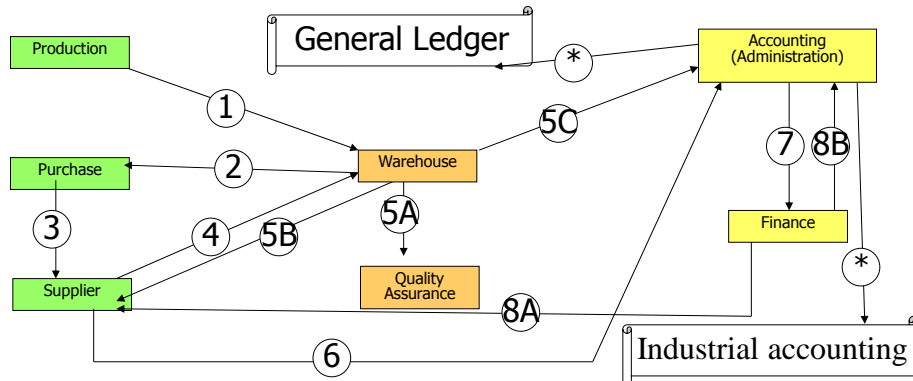 Production
General Ledger
Accounting
(Administration)
*
1
5C
7
8B
Purchase
2
Warehouse
3
4
5B
5A
Finance
Supplier
Quality
Assurance
*
8A
6
Industrial accounting